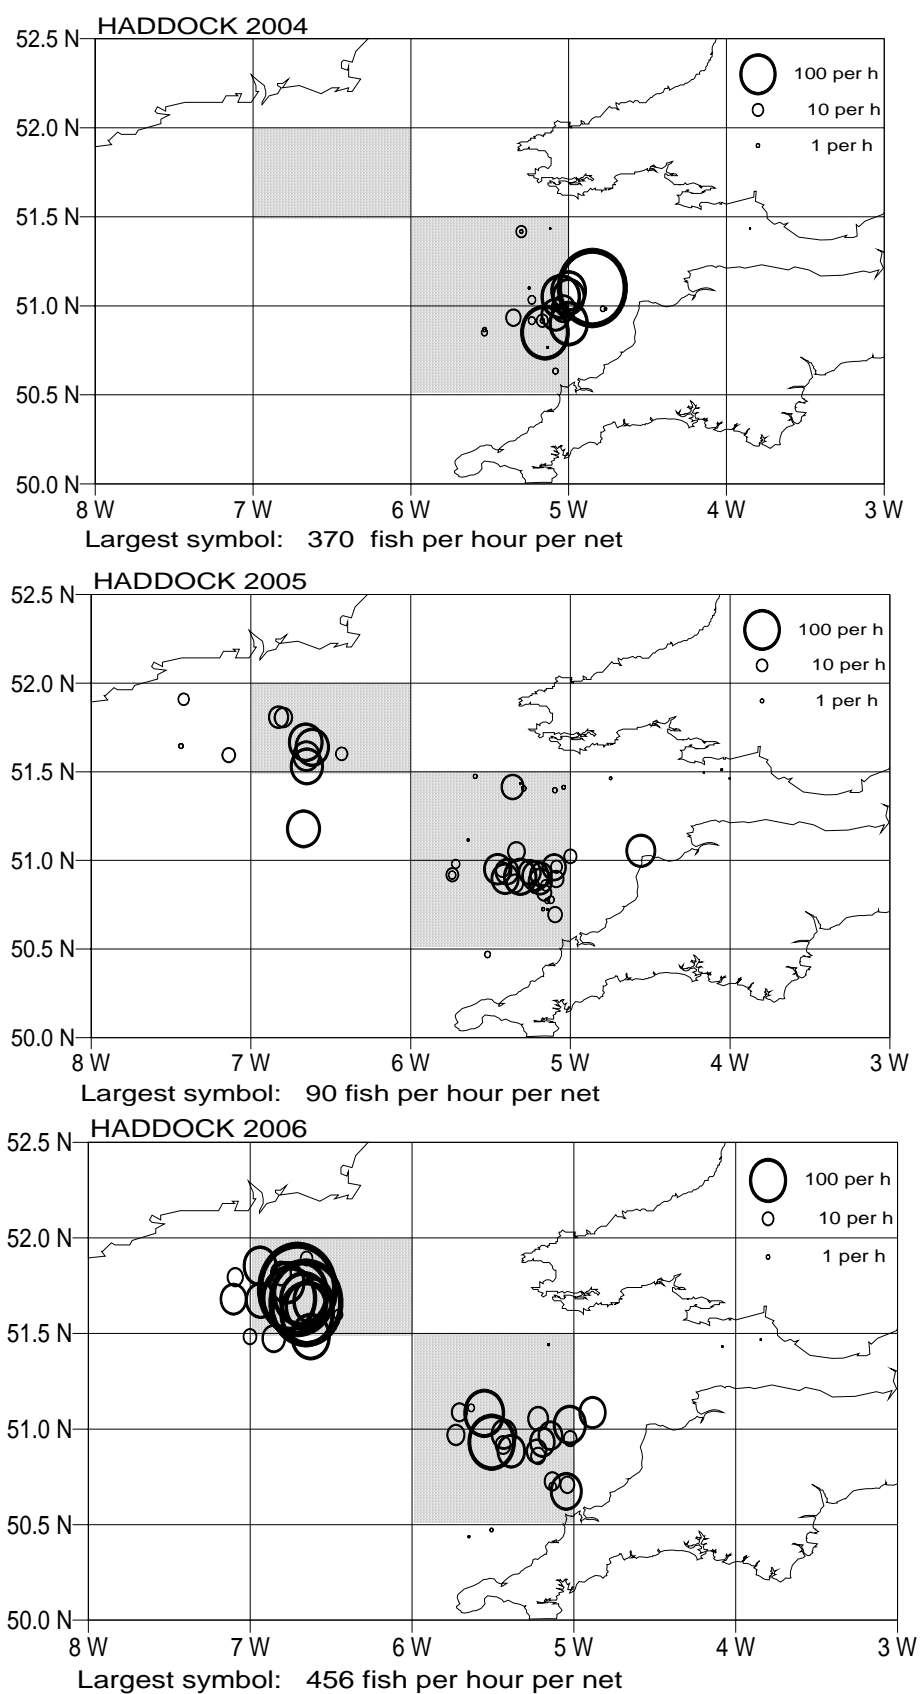 HADDOCK 2004
52.5 N
100 per h
10 per h
52.0 N
1 per h
51.5 N
51.0 N
50.5 N
50.0 N
8 W 7 W 6 W 5 W 4 W 3 W
Largest symbol: 370 fish per hour per net
HADDOCK 2005
52.5 N
100 per h
10 per h
52.0 N
1 per h
51.5 N
51.0 N
50.5 N
50.0 N
8 W 7 W 6 W 5 W 4 W 3 W
Largest symbol: 90 fish per hour per net
HADDOCK 2006
52.5 N
100 per h
10 per h
52.0 N
1 per h
51.5 N
51.0 N
50.5 N
50.0 N
8 W 7 W 6 W 5 W 4 W 3 W
Largest symbol: 456 fish per hour per net